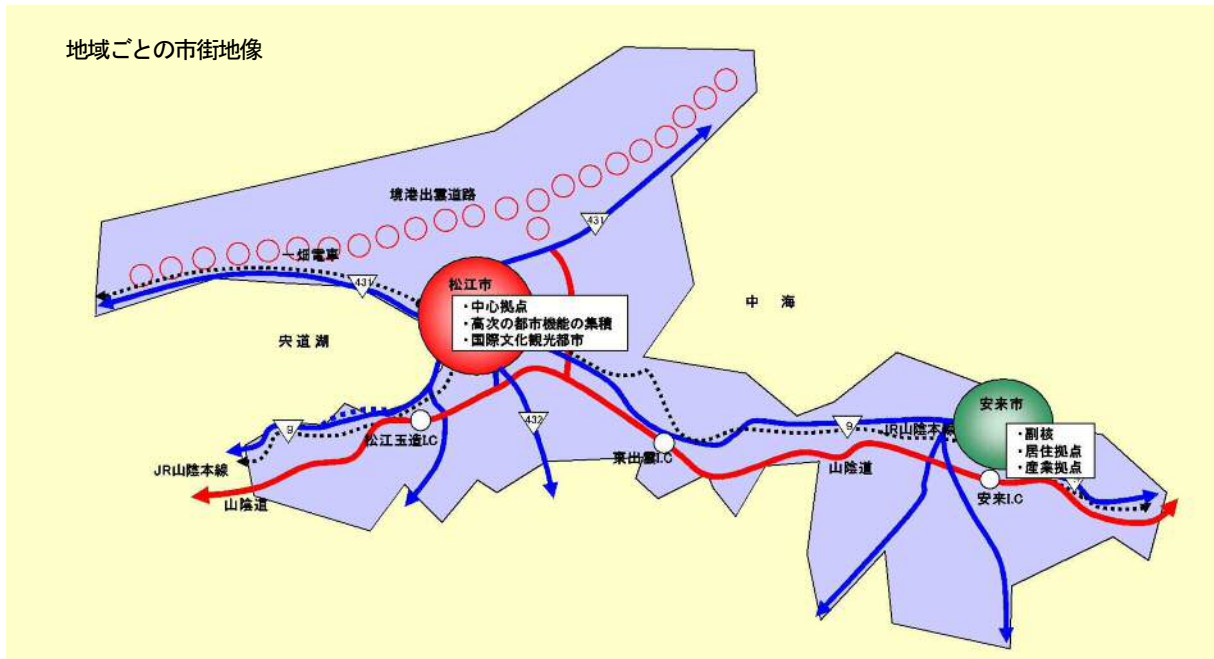 地域ごとの市街地像
境港出雲道路
431
一畑電車
431
松江市
・中心拠点
・高次の都市機能の集積
・国際文化観光都市
中 海
宍道湖
安来市
・副核
・居住拠点
・産業拠点
9
松江玉造I.C
432
9
JR山陰本線
東出雲I.C
JR山陰本線
山陰道
山陰道
安来I.C